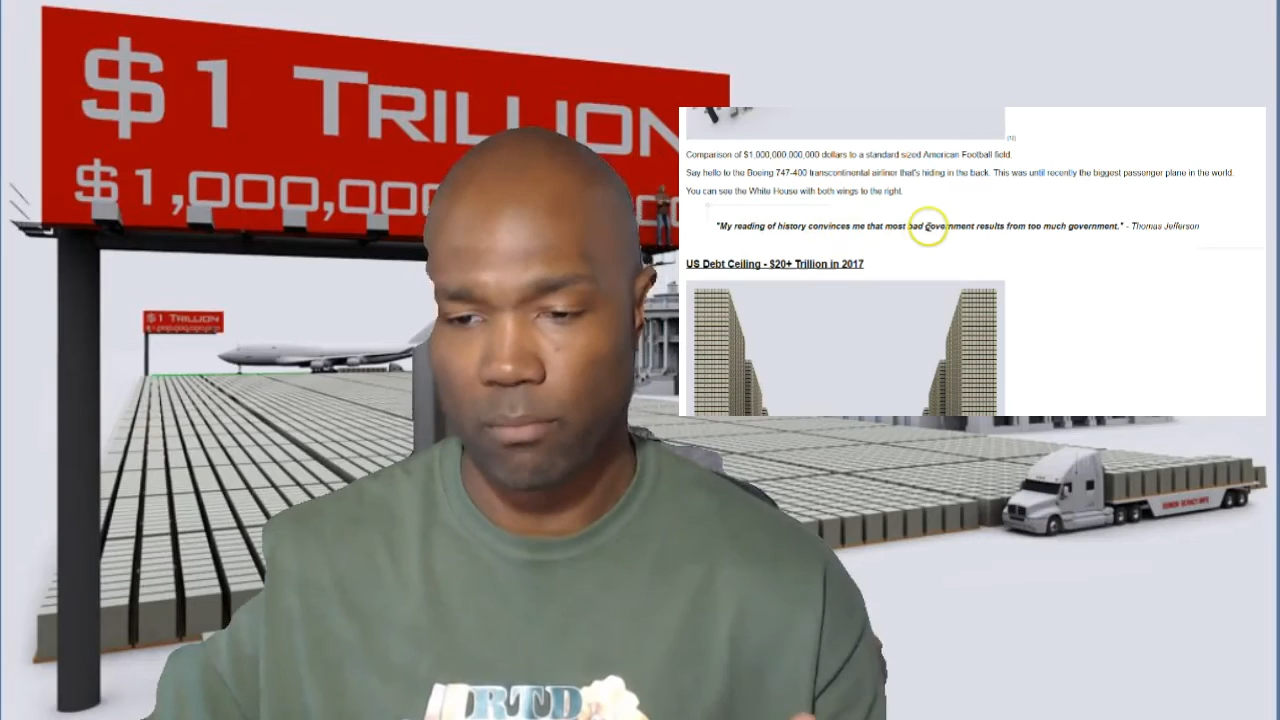 $1 TRILLION
$1,000,000
$1 TRILLION
Comparison of $1,000,000,000,000 dollars to a standard sized American Football field.
Say hello to the Boeing 747-400 transcontinental airliner that's hiding in the back. This was until recently the biggest passenger plane in the world.
You can see the White House with both wings to the right.
"My reading of history convinces me that most bad government results from too much government." - Thomas Jefferson
US Debt Ceiling - $20+ Trillion in 2017
RTD